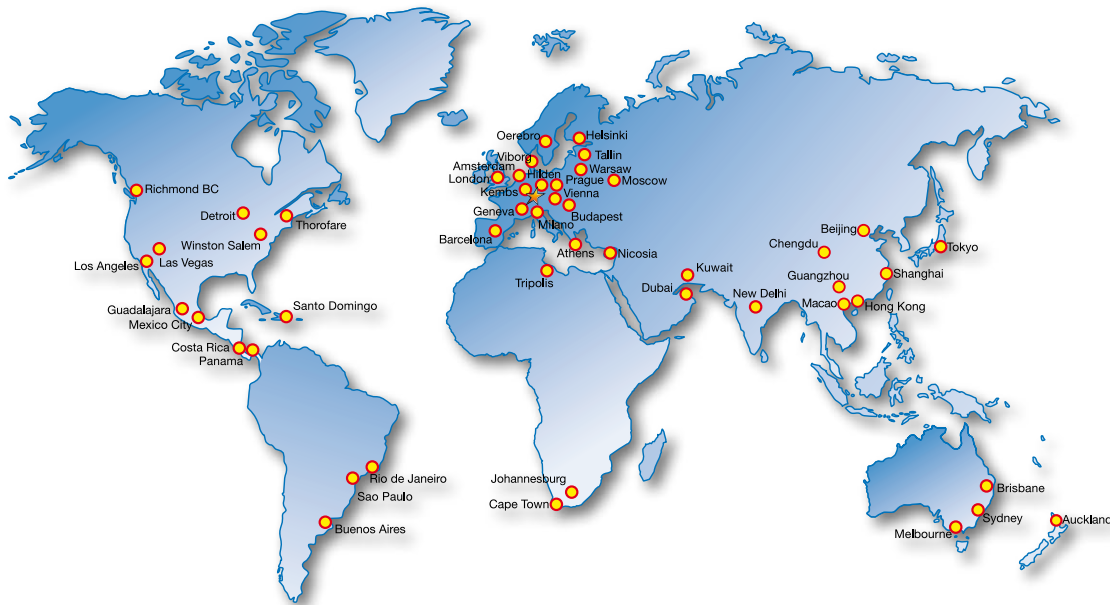 Oerebro
Helsinki
Viborg
Tallin
Amsterdam
Hilden
Warsaw
London
Prague
Moscow
Richmond BC
Kembs
Vienna
Geneva
Budapest
Detroit
Thorofare
Milano
Winston Salem
Barcelona
Beijing
Athens
Nicosia
Chengdu
Tokyo
Los Angeles
Las Vegas
Tripolis
Kuwait
Shanghai
Guangzhou
Dubai
New Delhi
Macao
Hong Kong
Guadalajara
Santo Domingo
Mexico City
Costa Rica
Panama
Rio de Janeiro
Johannesburg
Sao Paulo
Cape Town
Brisbane
Buenos Aires
Sydney
Auckland
Melbourne